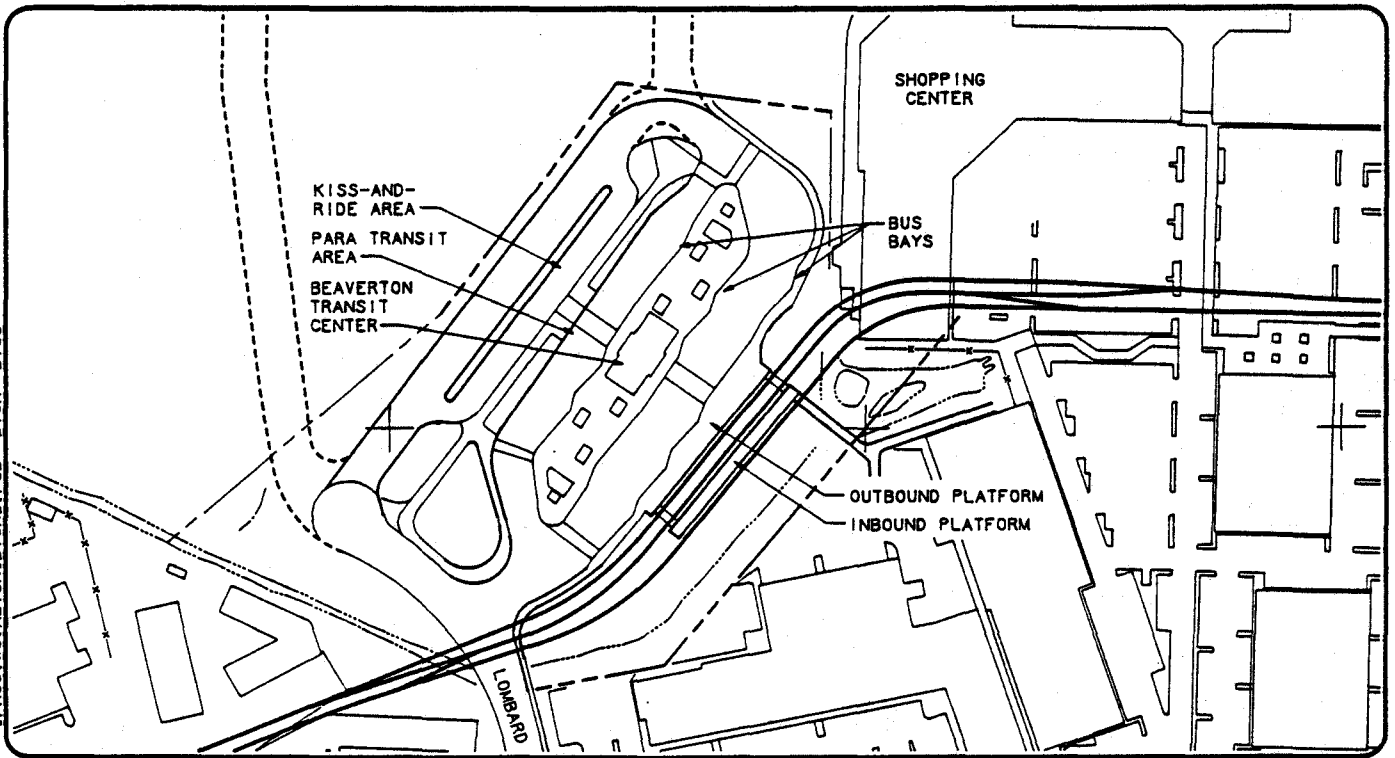 SHOPPING
CENTER
KISS-AND-
RIDE AREA
PARA TRANSIT
AREA
BEAVERTON
TRANSIT
CENTER
BUS
BAYS
OUTBOUND PLATFORM
INBOUND PLATFORM
LOMBARD